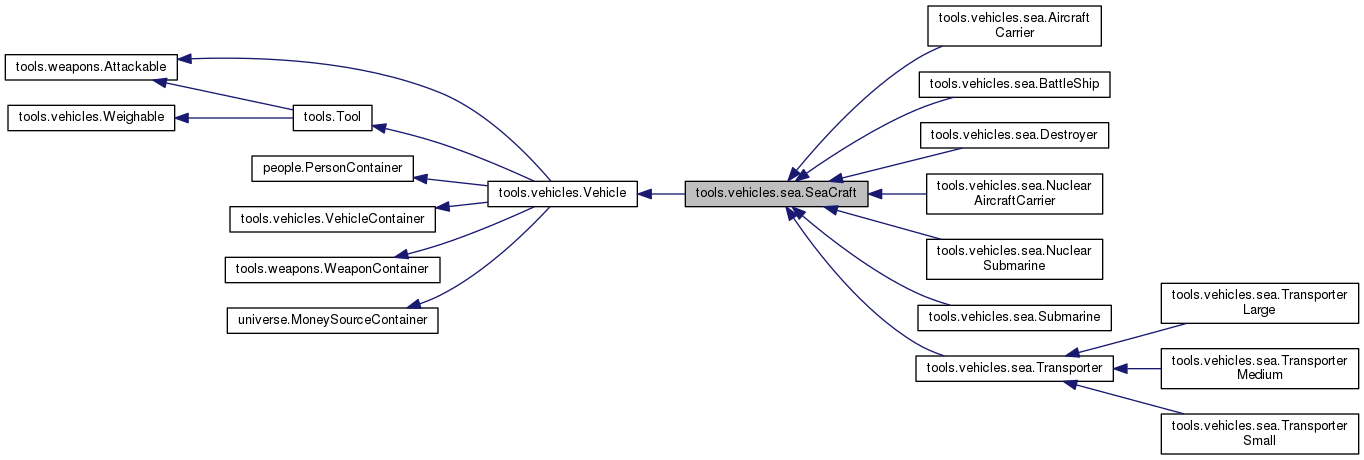 tools.weapons.Attackable
tools.vehicles.Weighable
tools.Tool
people.PersonContainer
tools.vehicles.VehicleContainer
tools.weapons.WeaponContainer
universe.MoneySourceContainer
tools.vehicles.Vehicle
tools.vehicles.sea.SeaCraft
tools.vehicles.sea.Aircraft
Carrier
tools.vehicles.sea.BattleShip
tools.vehicles.sea.Destroyer
tools.vehicles.sea.Nuclear
AircraftCarrier
tools.vehicles.sea.Nuclear
Submarine
tools.vehicles.sea.Submarine
tools.vehicles.sea.Transporter
tools.vehicles.sea.Transporter
Large
tools.vehicles.sea.Transporter
Medium
tools.vehicles.sea.Transporter
Small